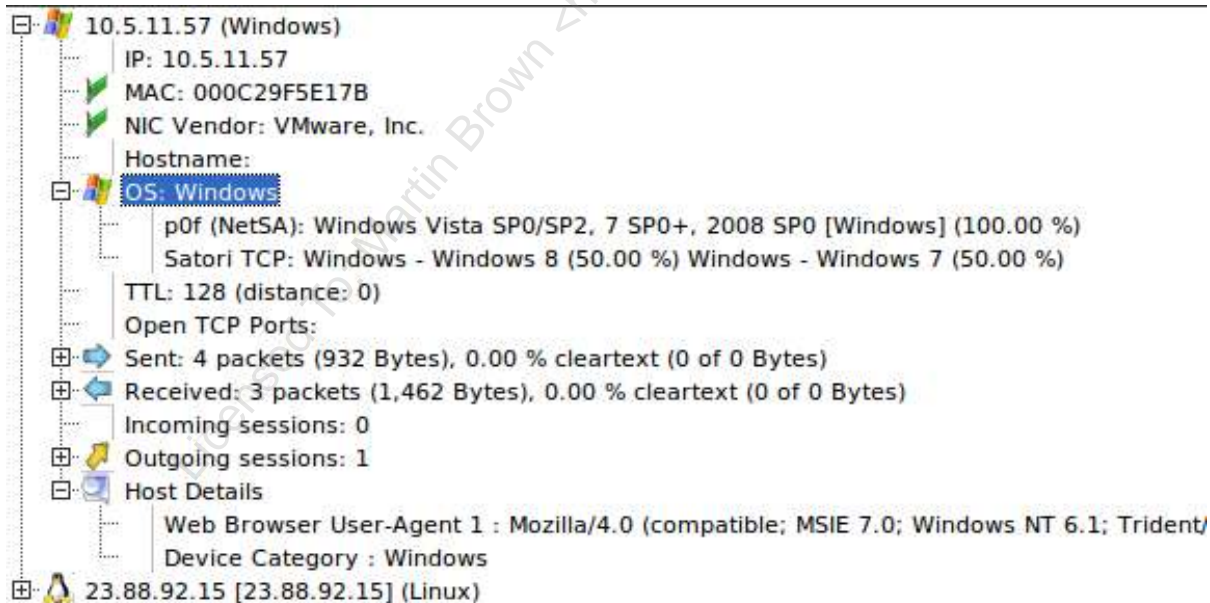 10.5.11.57 (Windows)
IP: 10.5.11.57
MAC: 000C29F5E17B
NIC Vendor: VMware, Inc.
Hostname:
OS: Windows
p0f (NetSA): Windows Vista SP0/SP2, 7 SP0+, 2008 SP0 [Windows] (100.00 %)
Satori TCP: Windows - Windows 8 (50.00 %) Windows - Windows 7 (50.00 %)
TTL: 128 (distance: 0)
Open TCP Ports:
Sent: 4 packets (932 Bytes), 0.00 % cleartext (0 of 0 Bytes)
Received: 3 packets (1,462 Bytes), 0.00 % cleartext (0 of 0 Bytes)
Incoming sessions: 0
Outgoing sessions: 1
Host Details
Web Browser User-Agent 1 : Mozilla/4.0 (compatible; MSIE 7.0; Windows NT 6.1; Trident/
Device Category : Windows
23.88.92.15 [23.88.92.15] (Linux)
Licensed To Martin Brown <